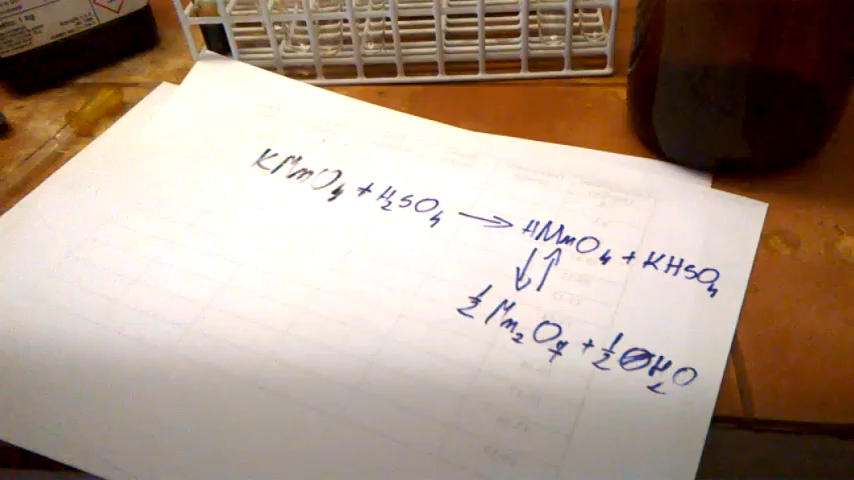 KMnO₄ + H₂SO₄ → HMnO₄ + KHSO₄
↓↑
½ Mn₂O₇ + ½ H₂O